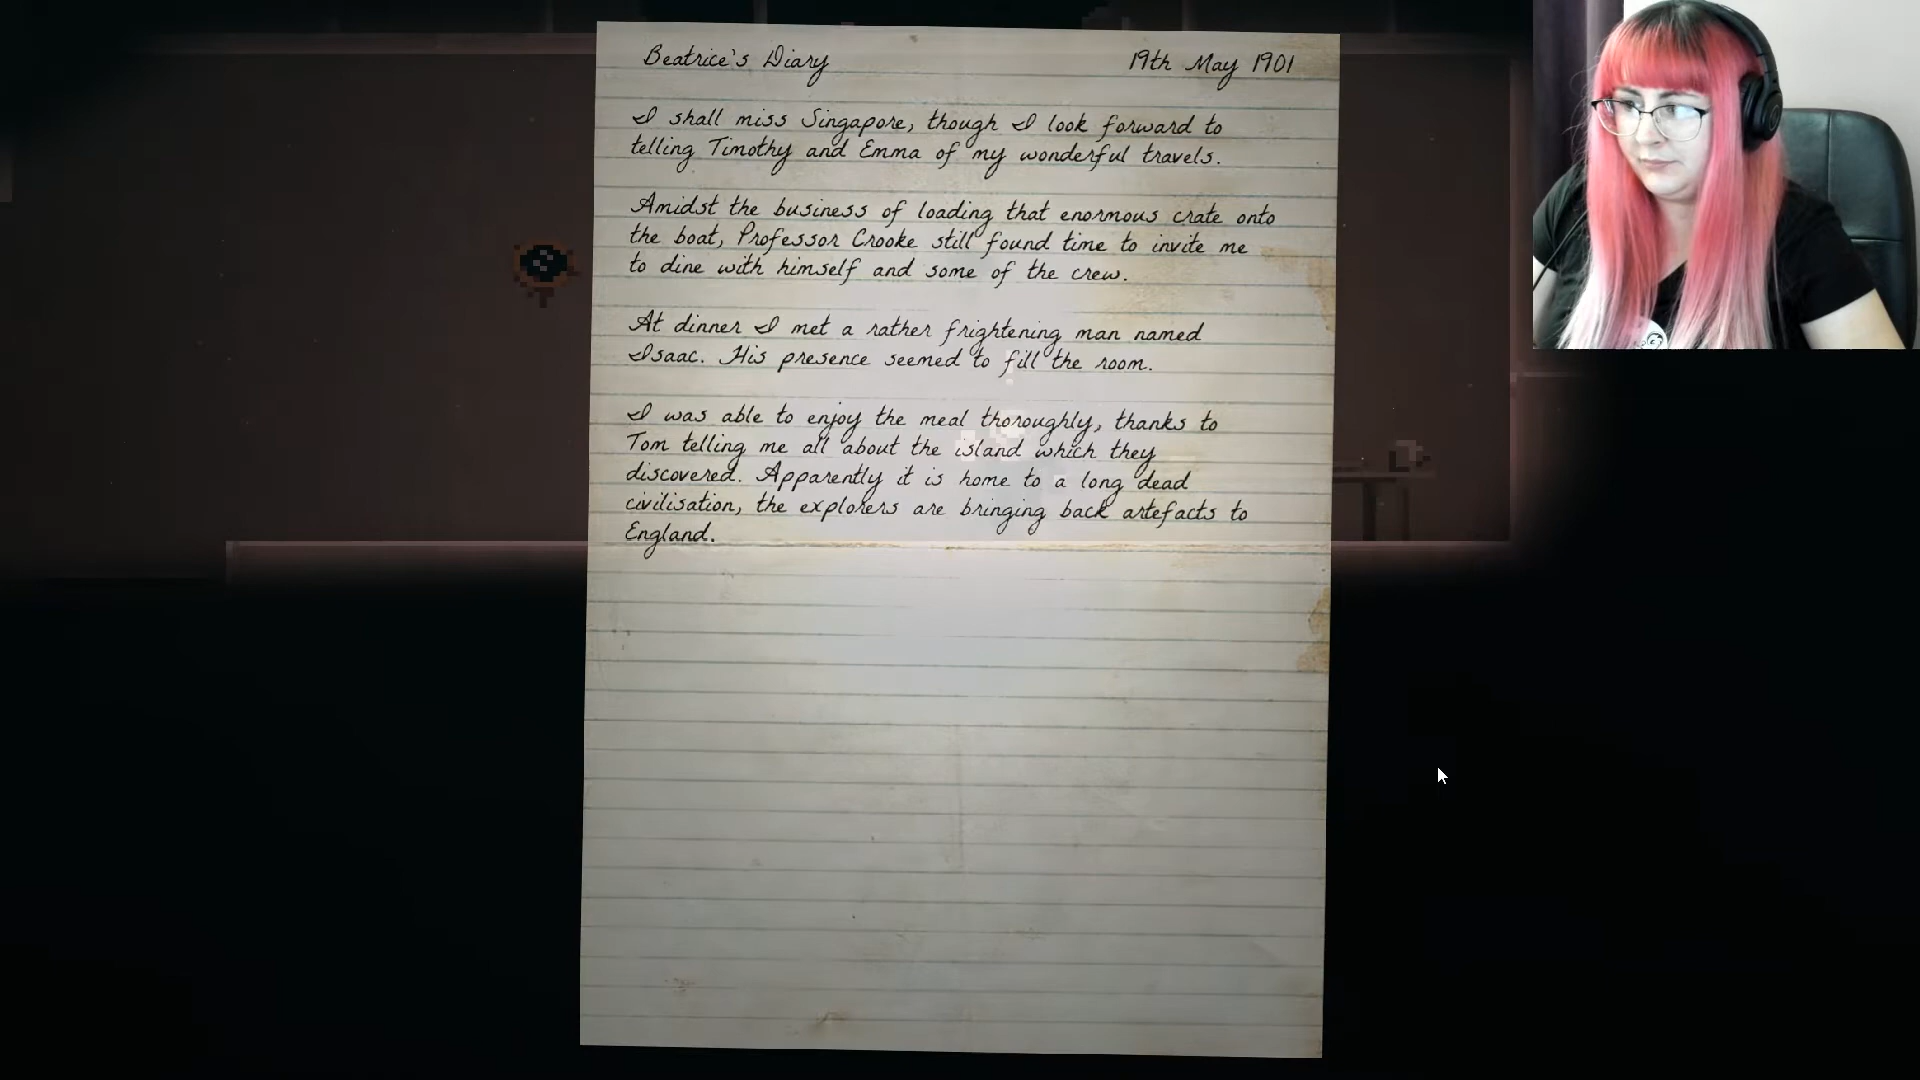 Beatrice's Diary
19th May 1901
I shall miss Singapore, though I look forward to
telling Timothy and Emma of my wonderful travels.
Amidst the business of loading that enormous crate onto
the boat, Professor Crooke still found time to invite me
to dine with himself and some of the crew.
At dinner I met a rather frightening man named
Isaac. His presence seemed to fill the room.
I was able to enjoy the meal thoroughly, thanks to
Tom telling me all about the island which they
discovered. Apparently it is home to a long dead
civilisation, the explorers are bringing back artefacts to
England.